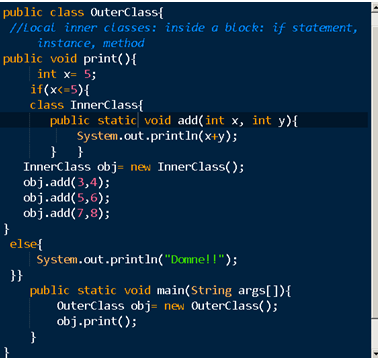 public class OuterClass{
//Local inner classes: inside a block: if statement,
instance, method
public void print(){
int x= 5;
if(x<=5){
class InnerClass{
public static void add(int x, int y){
System.out.println(x+y);
} }
InnerClass obj= new InnerClass();
obj.add(3,4);
obj.add(5,6);
obj.add(7,8);
}
else{
System.out.println("Domne!!");
}}
public static void main(String args[]){
OuterClass obj= new OuterClass();
obj.print();
}
}